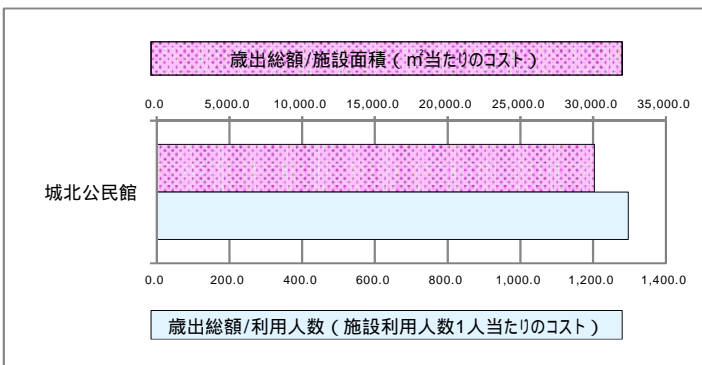 歳出総額/施設面積（㎡当たりのコスト）
0.0 5,000.0 10,000.0 15,000.0 20,000.0 25,000.0 30,000.0 35,000.0
城北公民館
0.0 200.0 400.0 600.0 800.0 1,000.0 1,200.0 1,400.0
歳出総額/利用人数（施設利用人数1人当たりのコスト）